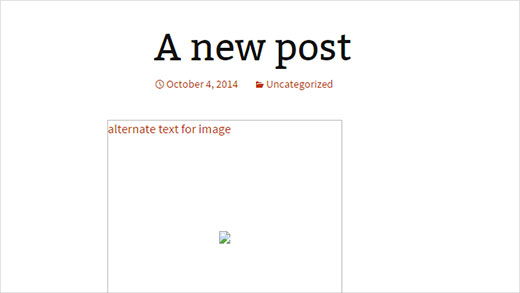 A new post
October 4, 2014 Uncategorized
alternate text for image